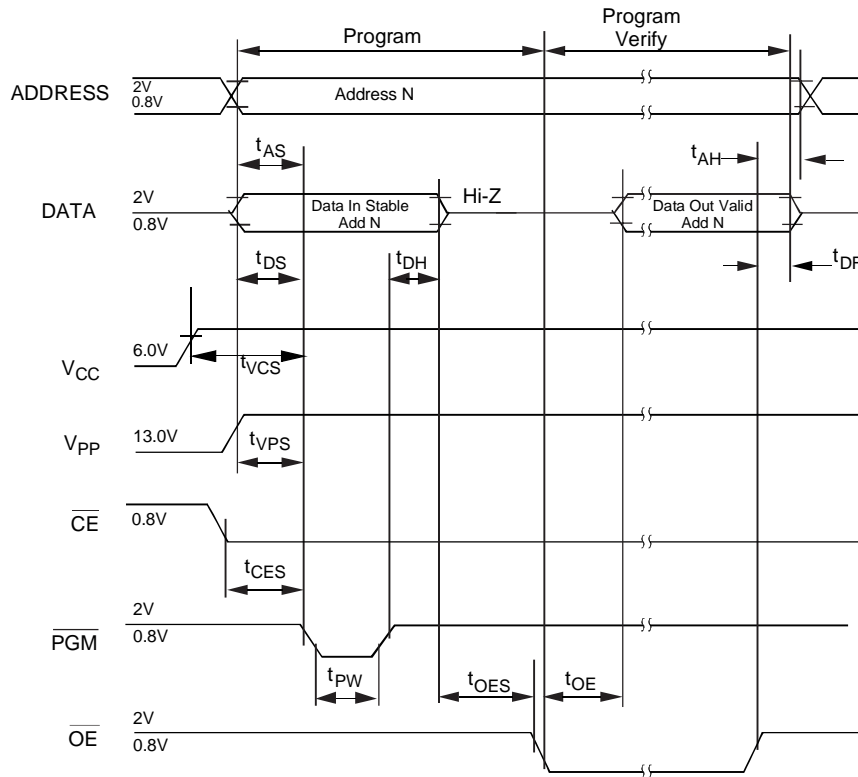 Program
Program
Verify
ADDRESS
2V
0.8V
Address N
tAS
tAH
DATA
2V
0.8V
Data In Stable
Add N
Hi-Z
Data Out Valid
Add N
tDS
tDH
tDF
VCC
6.0V
tVCS
VPP
13.0V
tVPS
CE
0.8V
tCES
PGM
2V
0.8V
tPW
tOES
tOE
OE
2V
0.8V